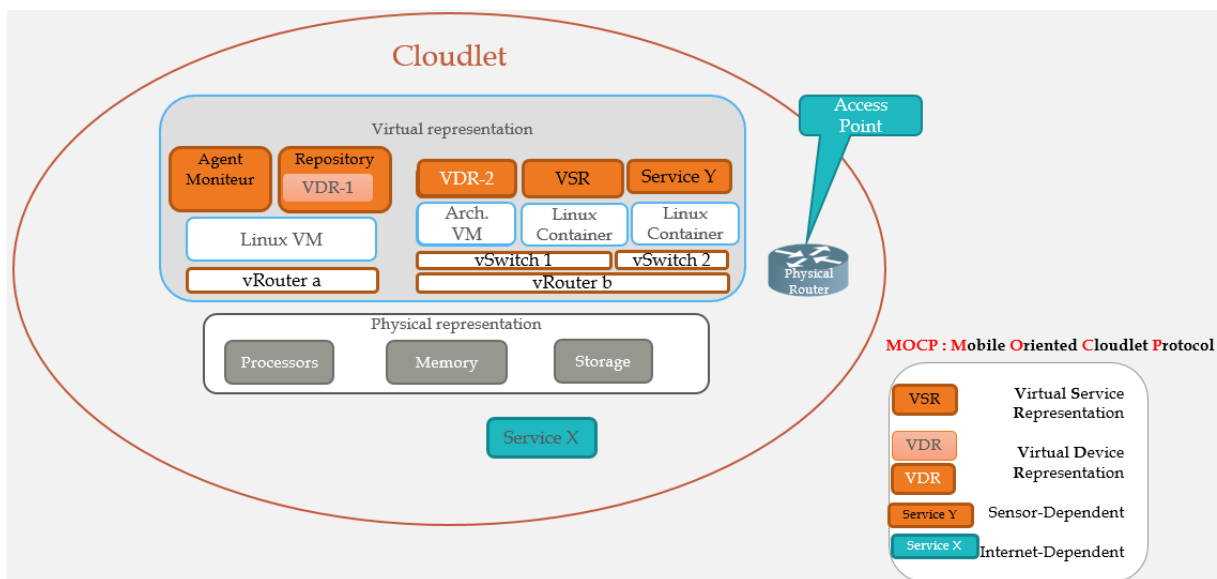 Cloudlet
Access
Point
Virtual representation
Agent
Moniteur
Repository
VDR-1
VDR-2
VSR
Service Y
Linux VM
Arch.
VM
Linux
Container
Linux
Container
vSwitch 1
vSwitch 2
vRouter a
vRouter b
Physical
Router
Physical representation
Processors
Memory
Storage
Service X
MOCP : Mobile Oriented Cloudlet Protocol
VSR
Virtual Service
Representation
VDR
VDR
Virtual Device
Representation
Service Y
Sensor-Dependent
Service X
Internet-Dependent